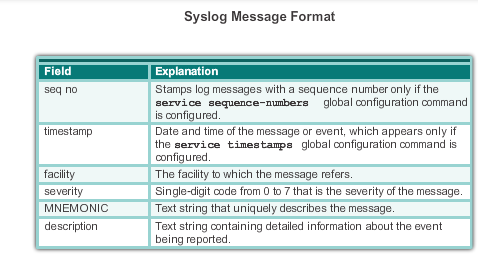 Syslog Message Format
Field Explanation
seq no Stamps log messages with a sequence number only if the
service sequence-numbers global configuration command
is configured.
timestamp Date and time of the message or event, which appears only if
the service timestamps global configuration command is
configured.
facility The facility to which the message refers.
severity Single-digit code from 0 to 7 that is the severity of the message.
MNEMONIC Text string that uniquely describes the message.
description Text string containing detailed information about the event
being reported.